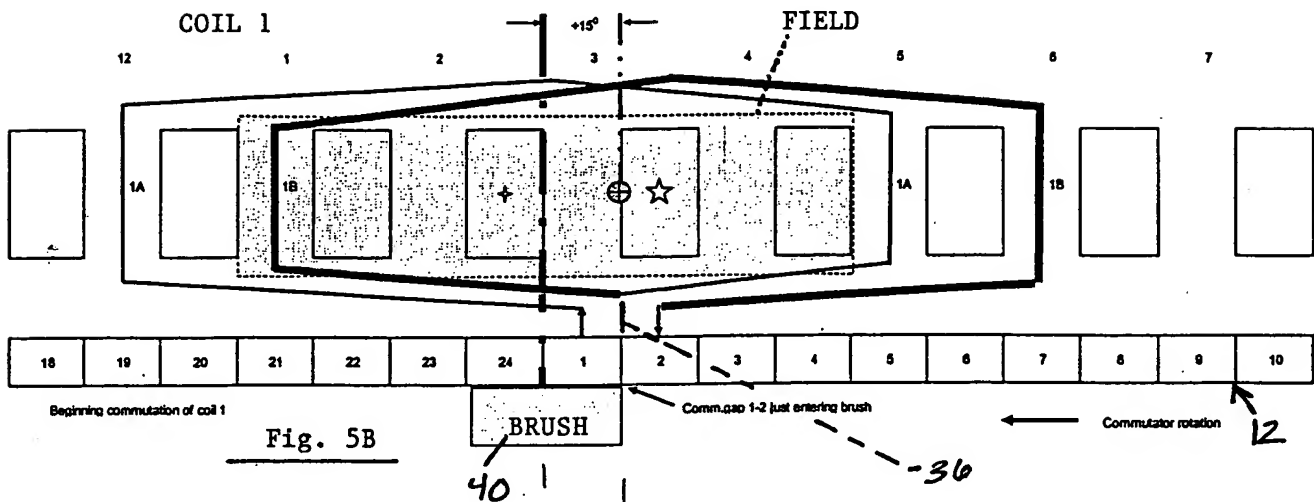 COIL 1
+15°
FIELD
12 1 2 3 4 5 6 7
1A 1B 1A 1B
18 19 20 21 22 23 24 1 2 3 4 5 6 7 8 9 10
Beginning commutation of coil 1
Comm.gap 1-2 just entering brush
Commutator rotation
12
BRUSH
Fig. 5B
40
36